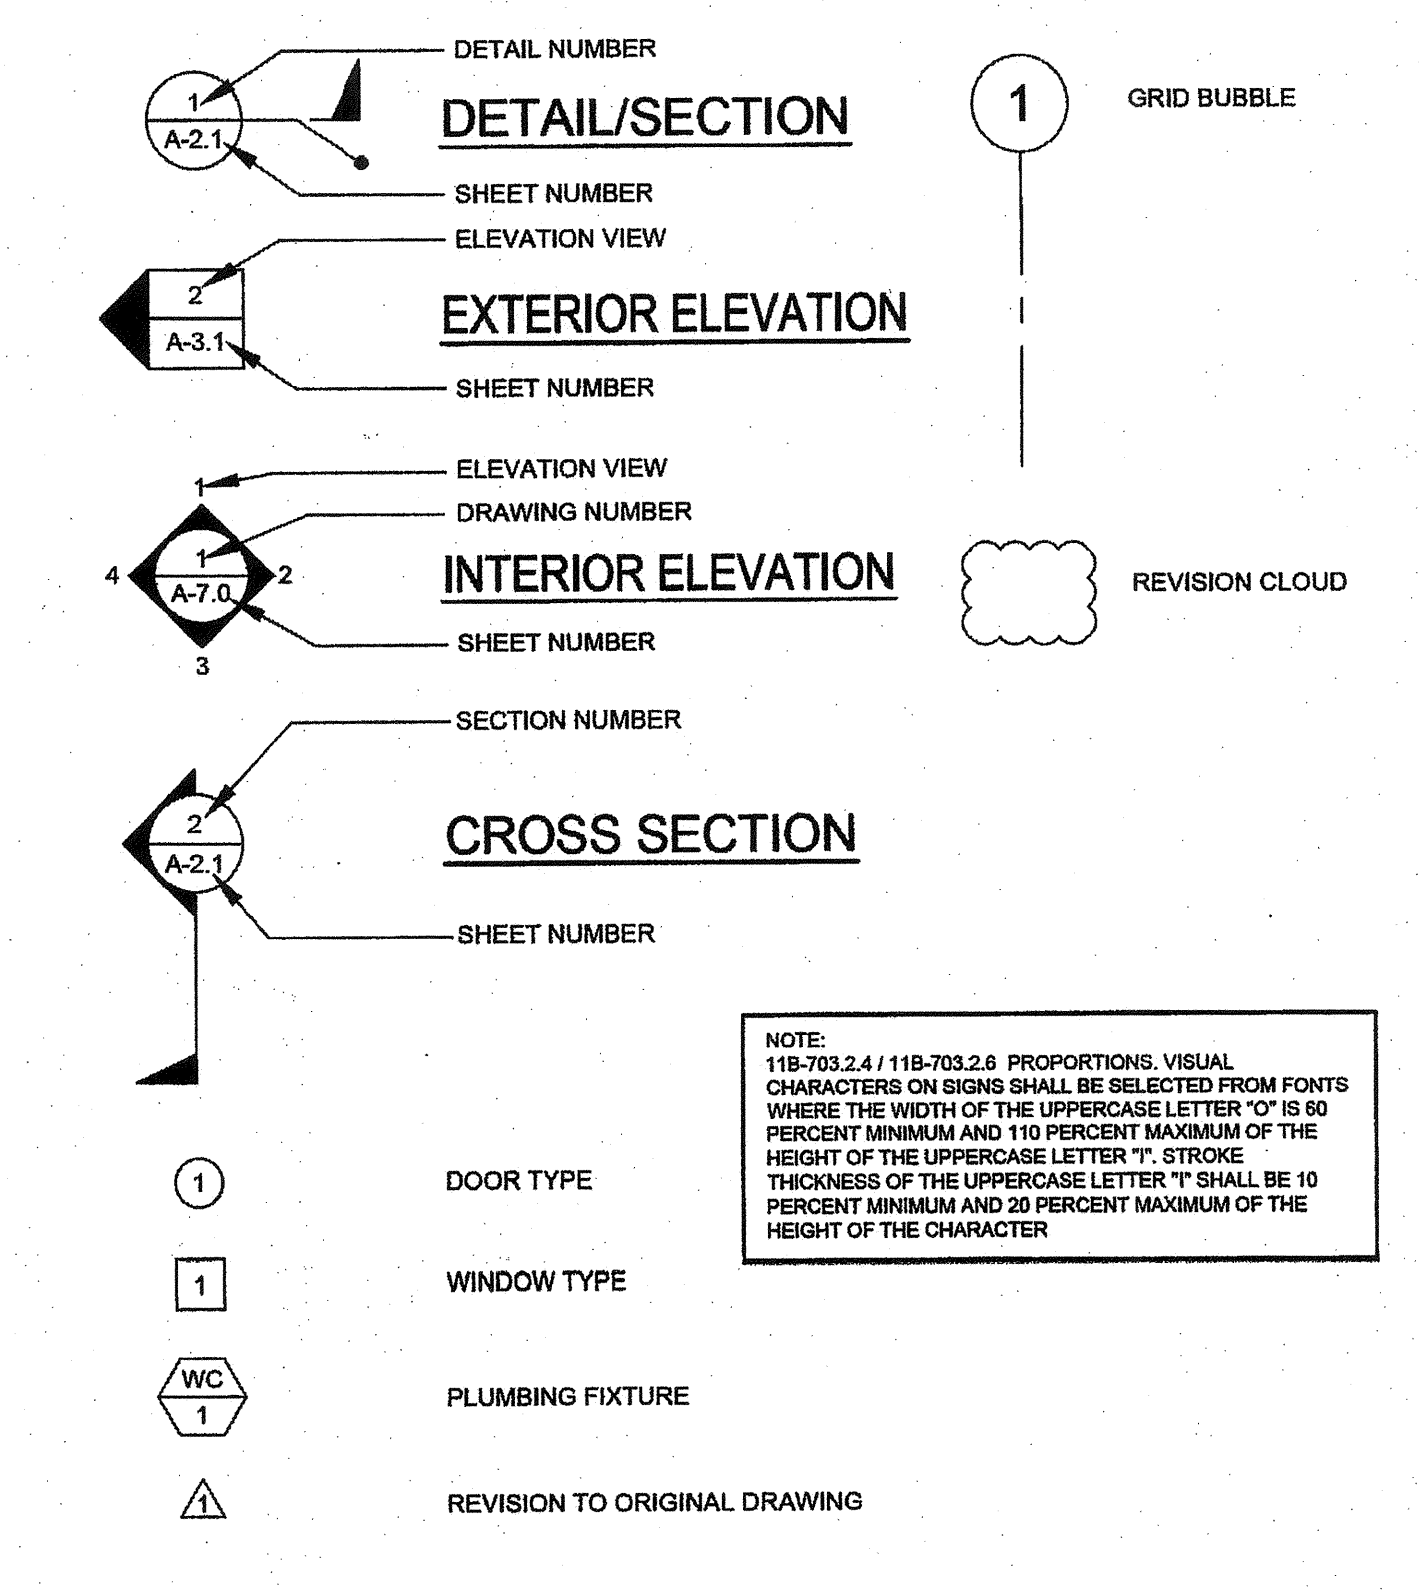 DETAIL NUMBER
1
A-2.1
DETAIL/SECTION
SHEET NUMBER
1
GRID BUBBLE
ELEVATION VIEW
2
A-3.1
EXTERIOR ELEVATION
SHEET NUMBER
ELEVATION VIEW
1
DRAWING NUMBER
1
A-7.0
4
2
3
INTERIOR ELEVATION
SHEET NUMBER
REVISION CLOUD
SECTION NUMBER
2
A-2.1
CROSS SECTION
SHEET NUMBER
NOTE:
11B-703.2.4 / 11B-703.2.6 PROPORTIONS. VISUAL
CHARACTERS ON SIGNS SHALL BE SELECTED FROM FONTS
WHERE THE WIDTH OF THE UPPERCASE LETTER "O" IS 60
PERCENT MINIMUM AND 110 PERCENT MAXIMUM OF THE
HEIGHT OF THE UPPERCASE LETTER "I". STROKE
THICKNESS OF THE UPPERCASE LETTER "I" SHALL BE 10
PERCENT MINIMUM AND 20 PERCENT MAXIMUM OF THE
HEIGHT OF THE CHARACTER
1
DOOR TYPE
1
WINDOW TYPE
WC
1
PLUMBING FIXTURE
1
REVISION TO ORIGINAL DRAWING